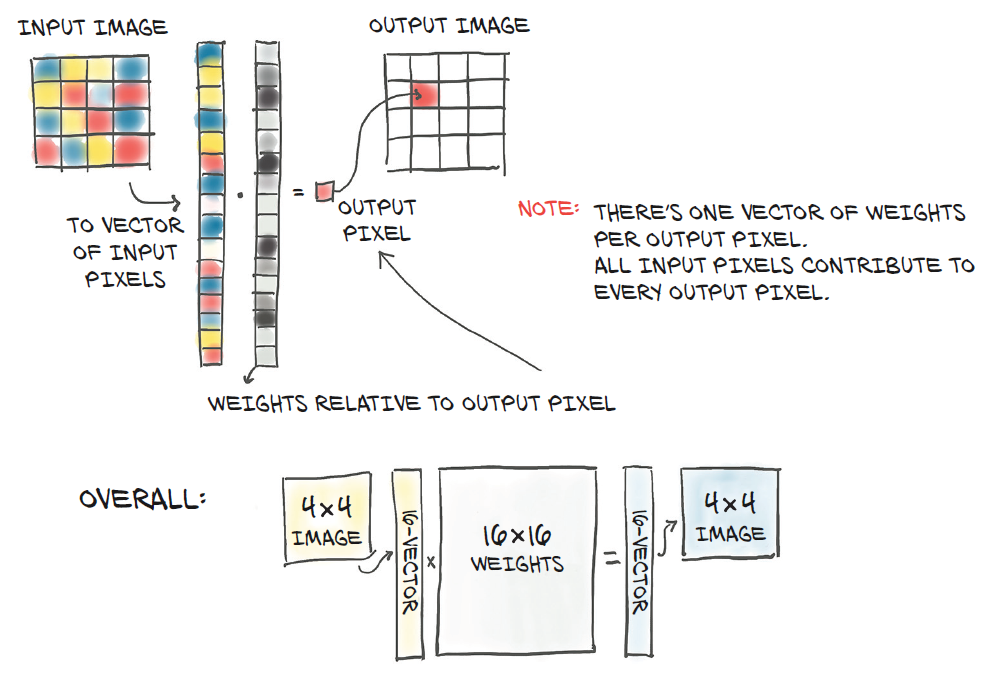 INPUT IMAGE
OUTPUT IMAGE
TO VECTOR
OF INPUT
PIXELS
·
=
OUTPUT
PIXEL
NOTE: THERE'S ONE VECTOR OF WEIGHTS
PER OUTPUT PIXEL.
ALL INPUT PIXELS CONTRIBUTE TO
EVERY OUTPUT PIXEL.
WEIGHTS RELATIVE TO OUTPUT PIXEL
OVERALL:
4×4
IMAGE
16-VECTOR
×
16×16
WEIGHTS
=
16-VECTOR
4×4
IMAGE